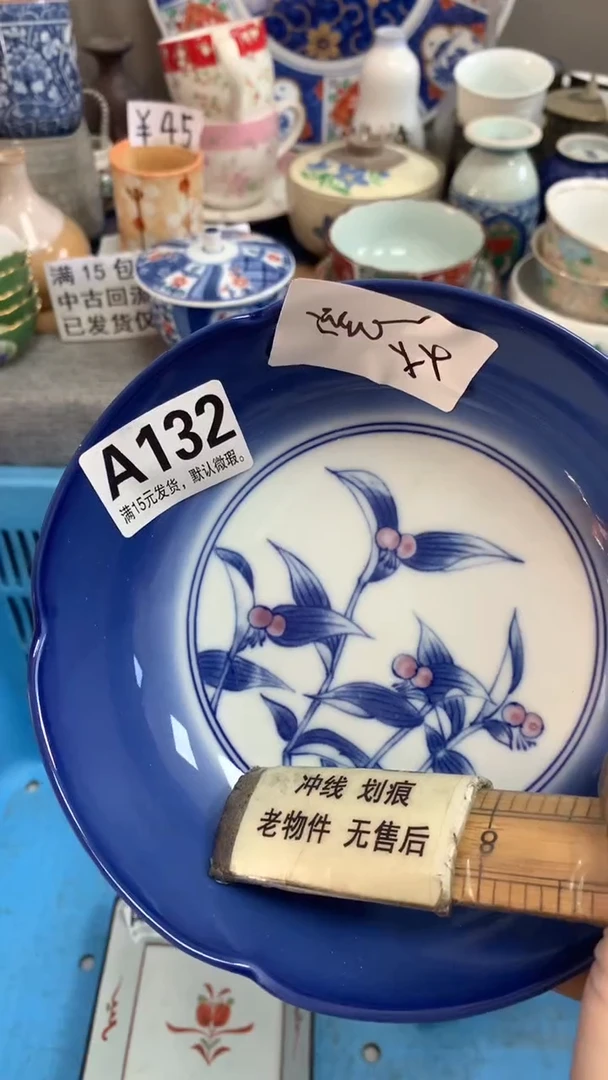 ¥45
满15包
中古回流
已发货仅
A132
满15元发货，默认微瑕。
冲线 划痕
老物件 无售后
8